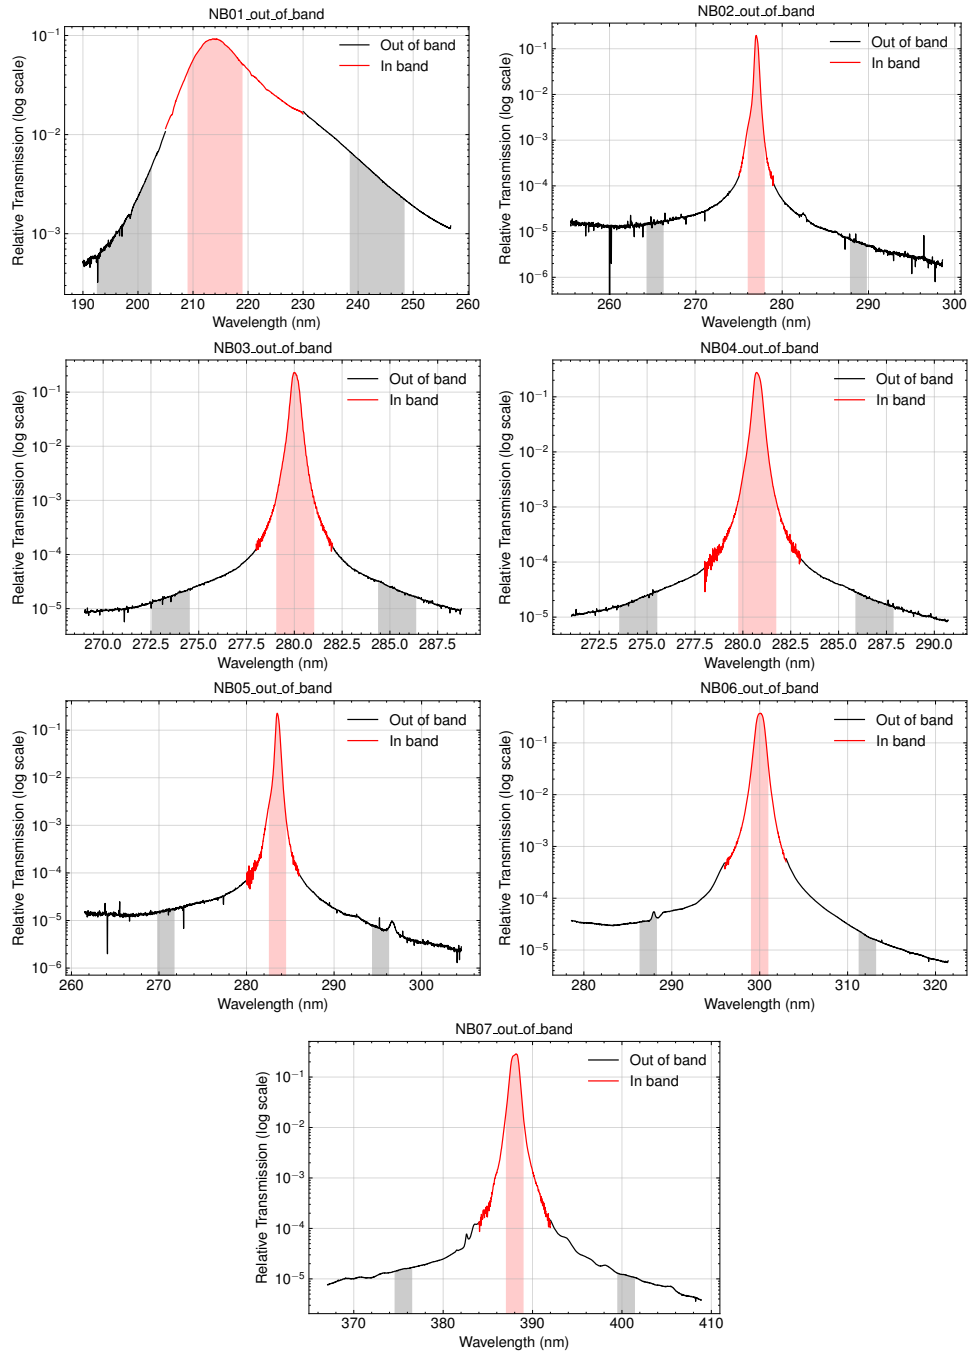 NB01_out_of_band
Relative Transmission (log scale)
10⁻¹
10⁻²
10⁻³
Out of band
In band
190 200 210 220 230 240 250 260
Wavelength (nm)
NB02_out_of_band
Relative Transmission (log scale)
10⁻¹
10⁻²
10⁻³
10⁻⁴
10⁻⁵
10⁻⁶
Out of band
In band
260 270 280 290 300
Wavelength (nm)
NB03_out_of_band
Relative Transmission (log scale)
10⁻¹
10⁻²
10⁻³
10⁻⁴
10⁻⁵
Out of band
In band
270.0 272.5 275.0 277.5 280.0 282.5 285.0 287.5
Wavelength (nm)
NB04_out_of_band
Relative Transmission (log scale)
10⁻¹
10⁻²
10⁻³
10⁻⁴
10⁻⁵
Out of band
In band
272.5 275.0 277.5 280.0 282.5 285.0 287.5 290.0
Wavelength (nm)
NB05_out_of_band
Relative Transmission (log scale)
10⁻¹
10⁻²
10⁻³
10⁻⁴
10⁻⁵
10⁻⁶
Out of band
In band
260 270 280 290 300
Wavelength (nm)
NB06_out_of_band
Relative Transmission (log scale)
10⁻¹
10⁻²
10⁻³
10⁻⁴
10⁻⁵
Out of band
In band
280 290 300 310 320
Wavelength (nm)
NB07_out_of_band
Relative Transmission (log scale)
10⁻¹
10⁻²
10⁻³
10⁻⁴
10⁻⁵
Out of band
In band
370 380 390 400 410
Wavelength (nm)